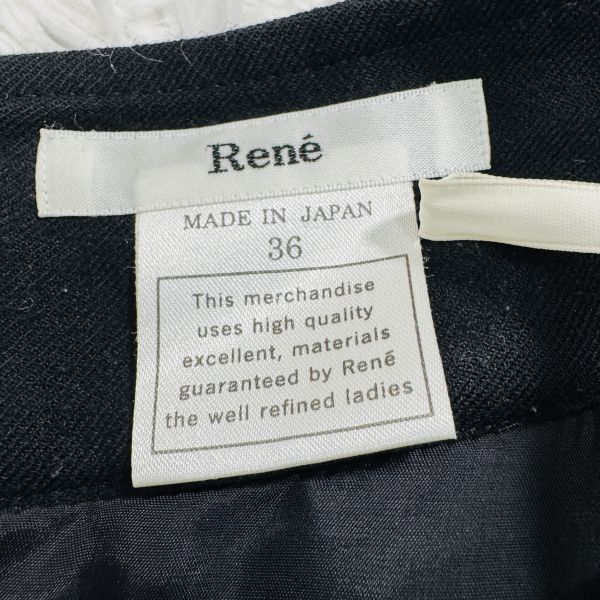 René
MADE IN JAPAN
36
This merchandise
uses high quality
excellent, materials
guaranteed by René
the well refined ladies